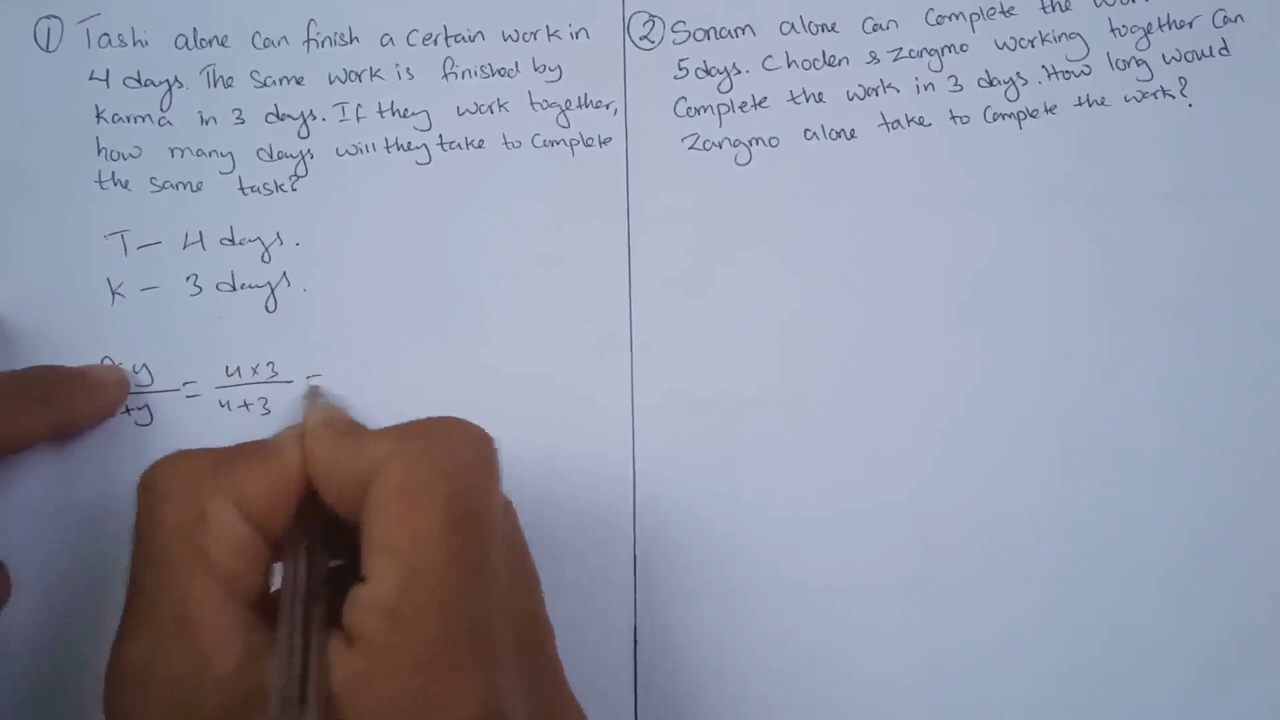 ① Tashi alone can finish a certain work in
4 days. The same work is finished by
Karma in 3 days. If they work together,
how many days will they take to complete
the same task?
T – 4 days.
K – 3 days.
y
+y
= 4×3
4+3
=
② Sonam alone can complete the
5 days. Choden & Zangmo working together can
complete the work in 3 days. How long would
Zangmo alone take to complete the work?